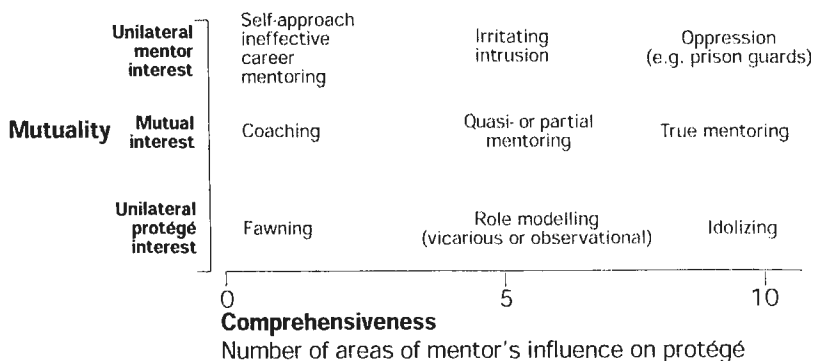 Unilateral
mentor
interest
Self-approach
ineffective
career
mentoring
Irritating
intrusion
Oppression
(e.g. prison guards)
Mutuality
Mutual
interest
Coaching
Quasi- or partial
mentoring
True mentoring
Unilateral
protégé
interest
Fawning
Role modelling
(vicarious or observational)
Idolizing
0
5
10
Comprehensiveness
Number of areas of mentor's influence on protégé